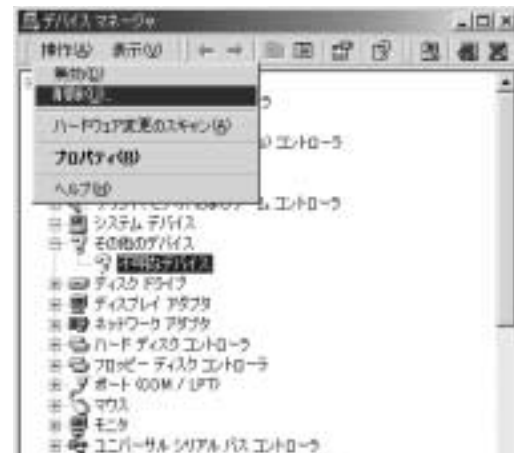 デバイス マネージャ
操作(A) 表示(V)
無効(D)
削除(U)...
ハードウェア変更のスキャン(A)
プロパティ(R)
ヘルプ(H)
ラ
) コントローラ
ム コントローラ
システム デバイス
その他のデバイス
不明なデバイス
ディスク ドライブ
ディスプレイ アダプタ
ネットワーク アダプタ
ハード ディスク コントローラ
フロッピー ディスク コントローラ
ポート (COM / LPT)
マウス
モニタ
ユニバーサル シリアル バス コントローラ